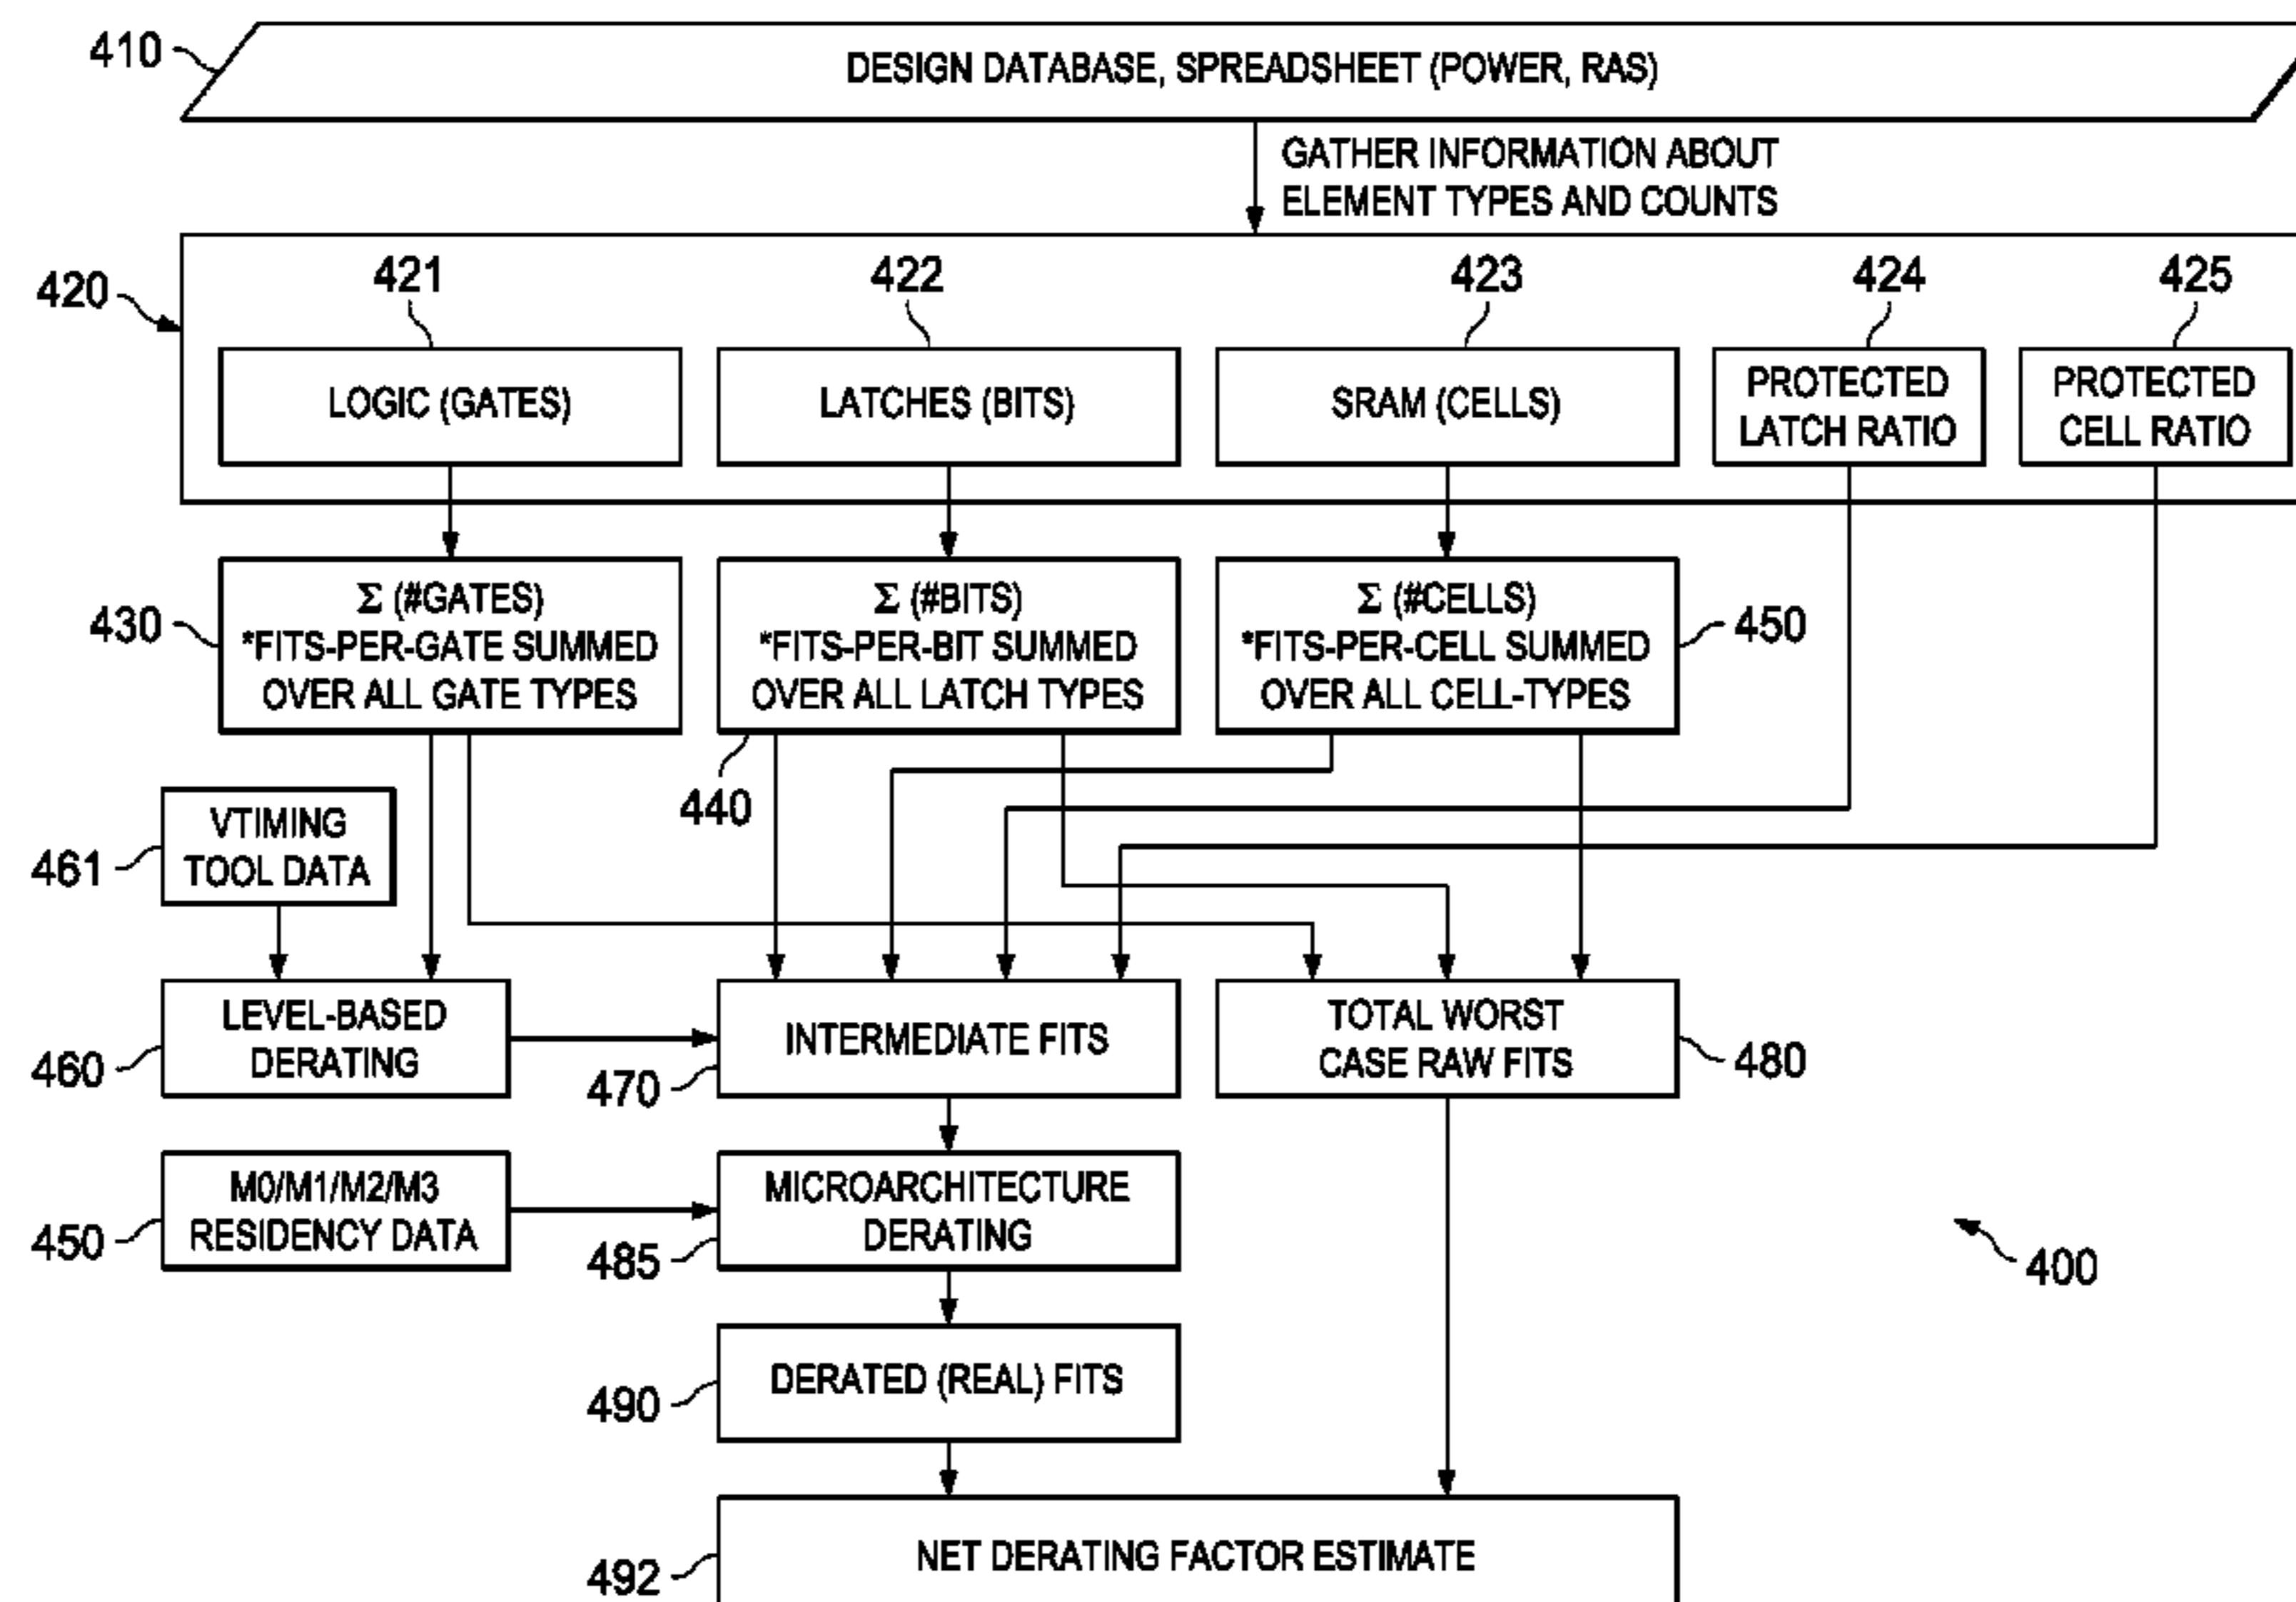 410
DESIGN DATABASE, SPREADSHEET (POWER, RAS)
GATHER INFORMATION ABOUT
ELEMENT TYPES AND COUNTS
420
421
422
423
424
425
LOGIC (GATES)
LATCHES (BITS)
SRAM (CELLS)
PROTECTED
LATCH RATIO
PROTECTED
CELL RATIO
430
Σ (#GATES)
*FITS-PER-GATE SUMMED
OVER ALL GATE TYPES
Σ (#BITS)
*FITS-PER-BIT SUMMED
OVER ALL LATCH TYPES
440
Σ (#CELLS)
*FITS-PER-CELL SUMMED
OVER ALL CELL-TYPES
450
461
VTIMING
TOOL DATA
460
LEVEL-BASED
DERATING
INTERMEDIATE FITS
470
TOTAL WORST
CASE RAW FITS
480
450
M0/M1/M2/M3
RESIDENCY DATA
MICROARCHITECTURE
DERATING
485
400
DERATED (REAL) FITS
490
NET DERATING FACTOR ESTIMATE
492